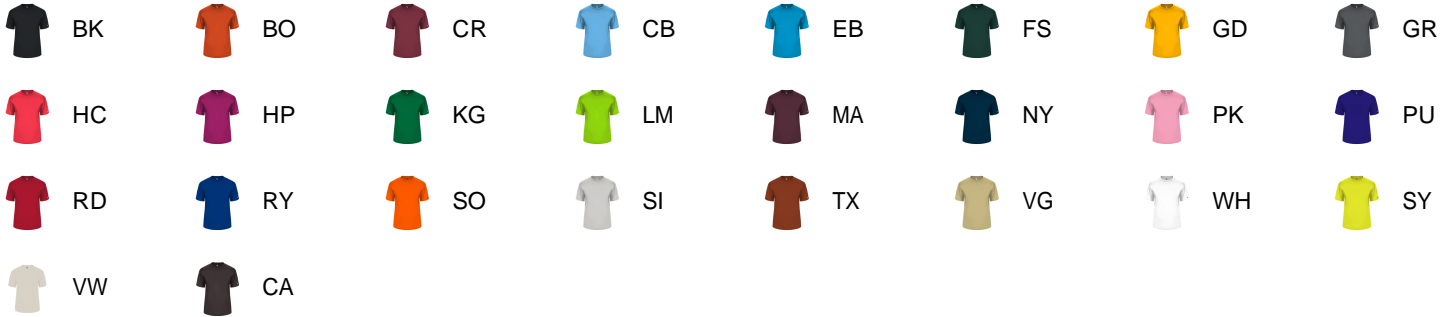 BK BO CR CB EB FS GD GR
HC HP KG LM MA NY PK PU
RD RY SO SI TX VG WH SY
VW CA